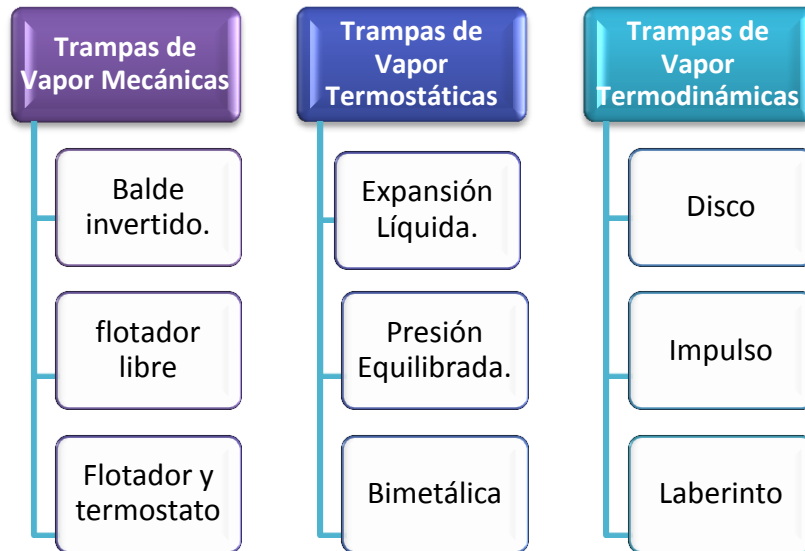 Trampas de
Vapor Mecánicas
Balde
invertido.
flotador
libre
Flotador y
termostato
Trampas de
Vapor
Termostáticas
Expansión
Líquida.
Presión
Equilibrada.
Bimetálica
Trampas de
Vapor
Termodinámicas
Disco
Impulso
Laberinto